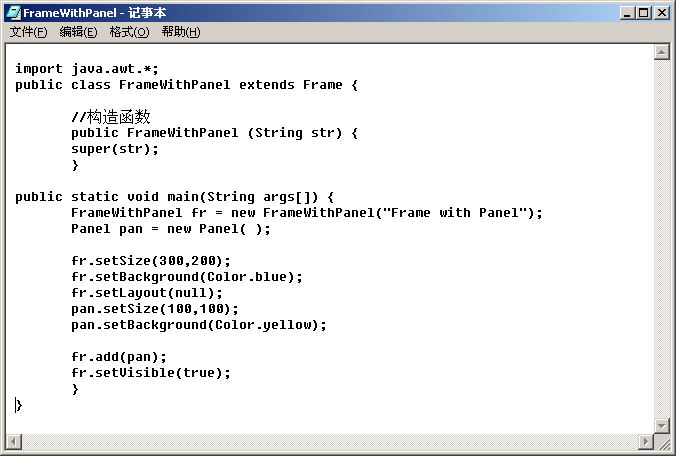 FrameWithPanel - 记事本
文件(F) 编辑(E) 格式(O) 帮助(H)
import java.awt.*;
public class FrameWithPanel extends Frame {
//构造函数
public FrameWithPanel (String str) {
super(str);
}
public static void main(String args[]) {
FrameWithPanel fr = new FrameWithPanel("Frame with Panel");
Panel pan = new Panel( );
fr.setSize(300,200);
fr.setBackground(Color.blue);
fr.setLayout(null);
pan.setSize(100,100);
pan.setBackground(Color.yellow);
fr.add(pan);
fr.setVisible(true);
}
}